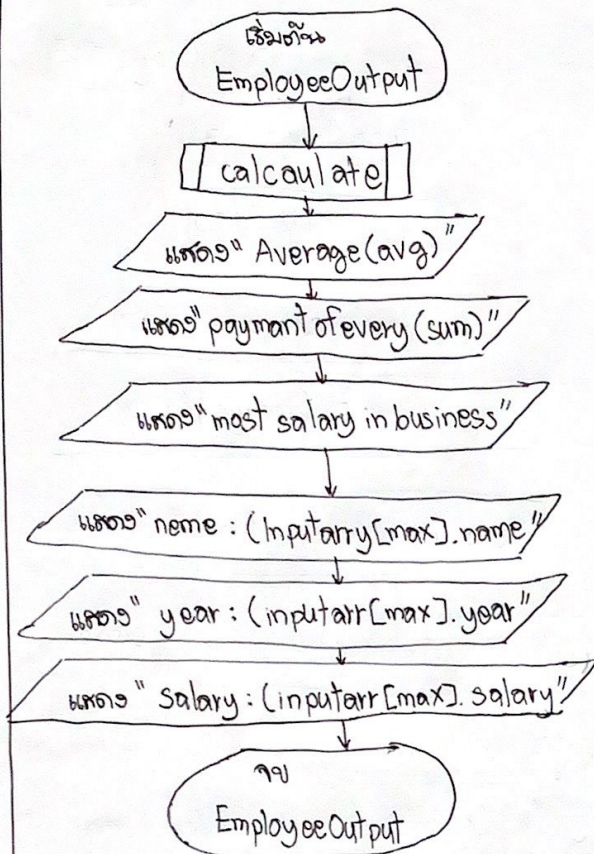 เริ่มต้น
EmployeeOutput
calcaulate
แสดง " Average (avg) "
แสดง " paymant of every (sum) "
แสดง " most salary in business "
แสดง " neme : (Inputarry [max] . name "
แสดง " year : (inputarr [max] . year "
แสดง " Salary : (inputarr [max] . salary "
จบ
EmployeeOutput